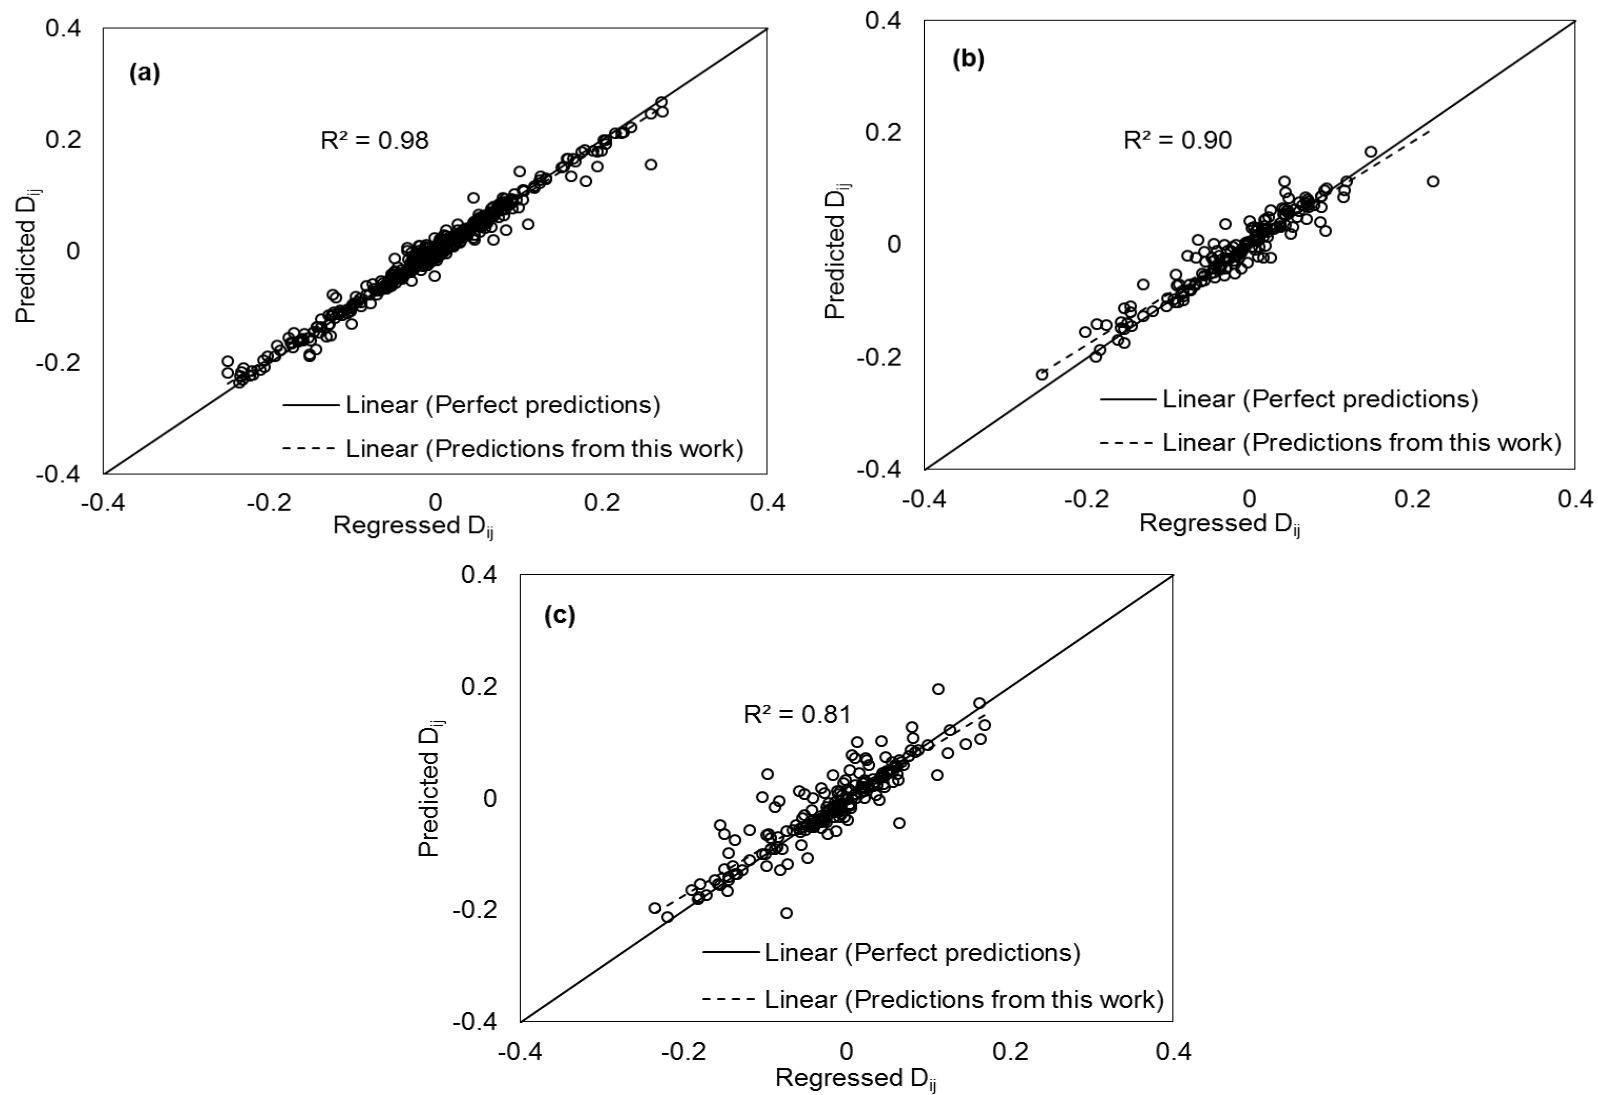 0.4
(a)
R² = 0.98
0.2
0
-0.2
-0.4
Predicted Dij
Linear (Perfect predictions)
Linear (Predictions from this work)
-0.4 -0.2 0 0.2 0.4
Regressed Dij
0.4
(b)
R² = 0.90
0.2
0
-0.2
-0.4
Predicted Dij
Linear (Perfect predictions)
Linear (Predictions from this work)
-0.4 -0.2 0 0.2 0.4
Regressed Dij
0.4
(c)
0.2
R² = 0.81
0
-0.2
-0.4
Predicted Dij
Linear (Perfect predictions)
Linear (Predictions from this work)
-0.4 -0.2 0 0.2 0.4
Regressed Dij